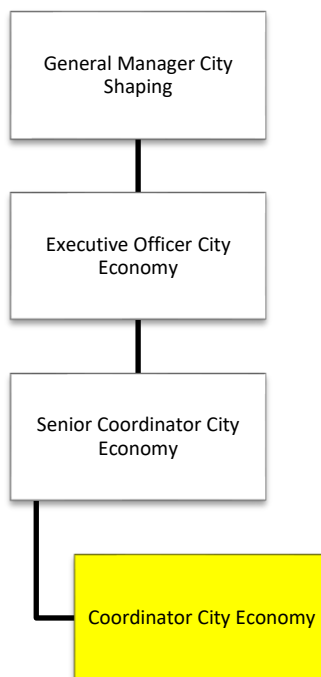 General Manager City
Shaping
Executive Officer City
Economy
Senior Coordinator City
Economy
Coordinator City Economy